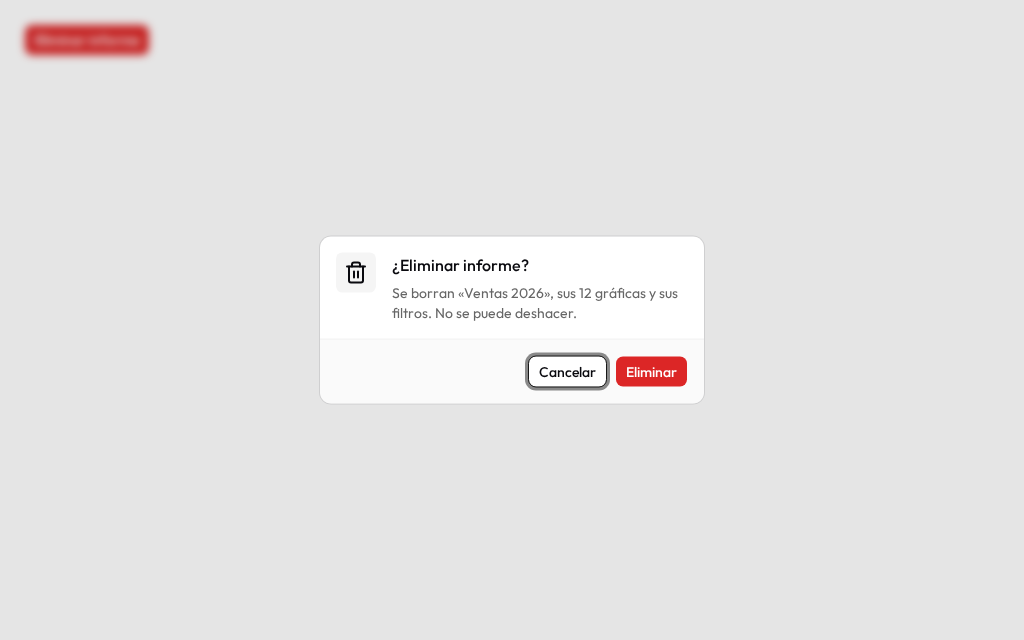 ¿Eliminar informe?
Se borran «Ventas 2026», sus 12 gráficas y sus
filtros. No se puede deshacer.
Cancelar
Eliminar